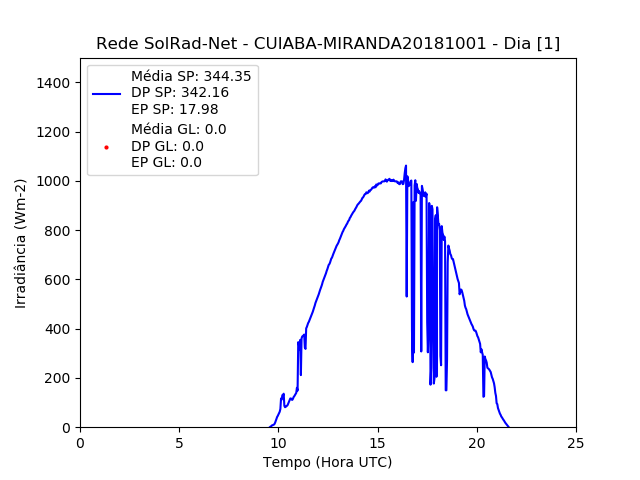 Rede SolRad-Net - CUIABA-MIRANDA20181001 - Dia [1]
Média SP: 344.35
DP SP: 342.16
EP SP: 17.98
Média GL: 0.0
DP GL: 0.0
EP GL: 0.0
Irradiância (Wm-2)
1400
1200
1000
800
600
400
200
0
0 5 10 15 20 25
Tempo (Hora UTC)